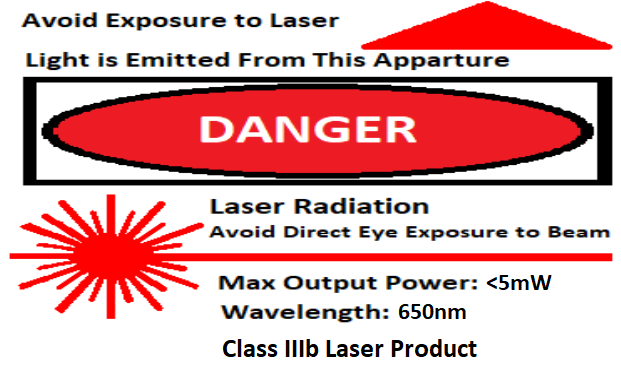 Avoid Exposure to Laser
Light is Emitted From This Apparture
DANGER
Laser Radiation
Avoid Direct Eye Exposure to Beam
Max Output Power: <5mW
Wavelength: 650nm
Class IIIb Laser Product